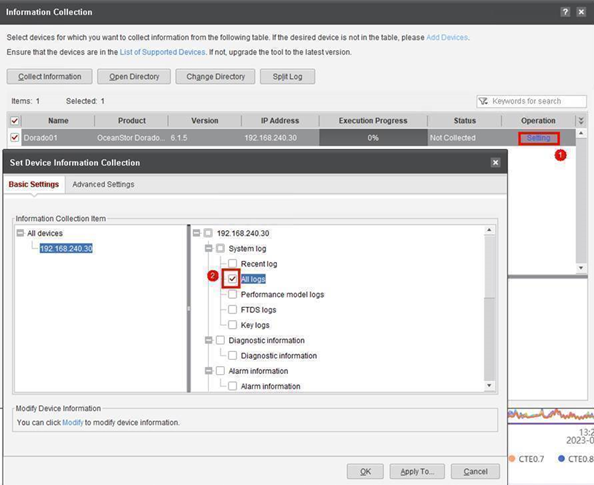 Information Collection
Select devices for which you want to collect information from the following table. If the desired device is not in the table, please Add Devices.
Ensure that the devices are in the List of Supported Devices. If not, upgrade the tool to the latest version.
Collect Information Open Directory Change Directory Split Log
Items: 1 Selected: 1 Keywords for search
Name Product Version IP Address Execution Progress Status Operation
Dorado01 OceanStor Dorado... 6.1.5 192.168.240.30 0% Not Collected Setting
1
Set Device Information Collection
Basic Settings Advanced Settings
Information Collection Item
All devices
192.168.240.30
192.168.240.30
System log
Recent log
2 All logs
Performance model logs
FTDS logs
Key logs
Diagnostic information
Diagnostic information
Alarm information
Alarm information
Modify Device Information
You can click Modify to modify device information.
OK Apply To... Cancel
13:2
2023-0
CTE0.7 CTE0.8